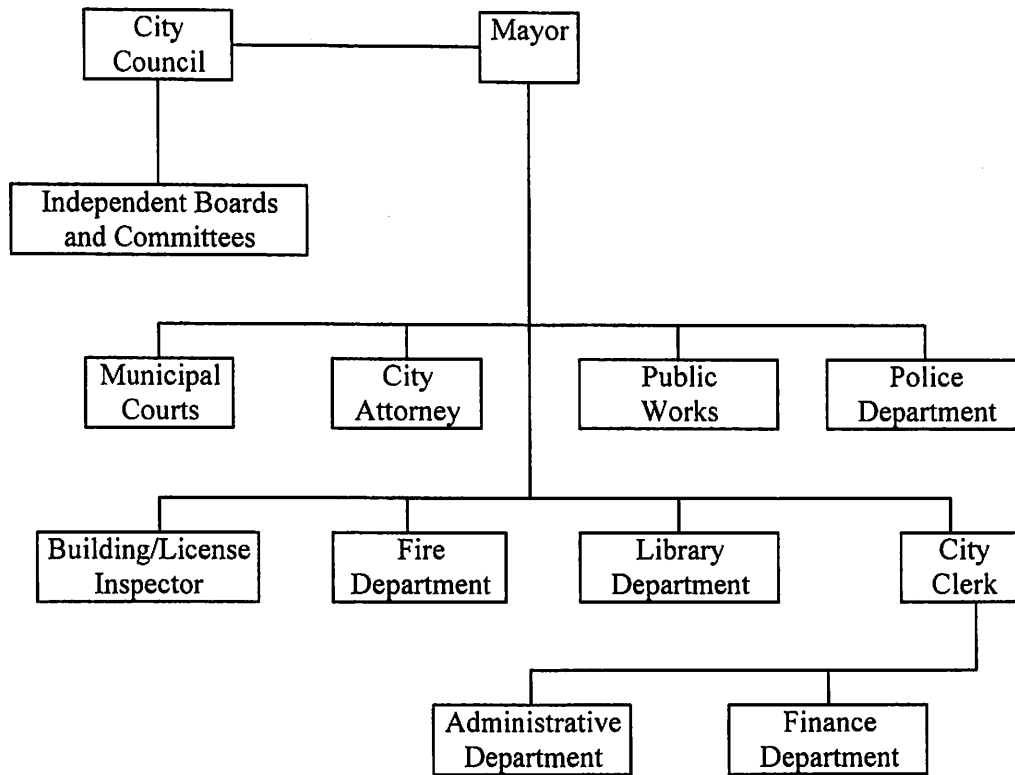 City
Council
Mayor
Independent Boards
and Committees
Municipal
Courts
City
Attorney
Public
Works
Police
Department
Building/License
Inspector
Fire
Department
Library
Department
City
Clerk
Administrative
Department
Finance
Department